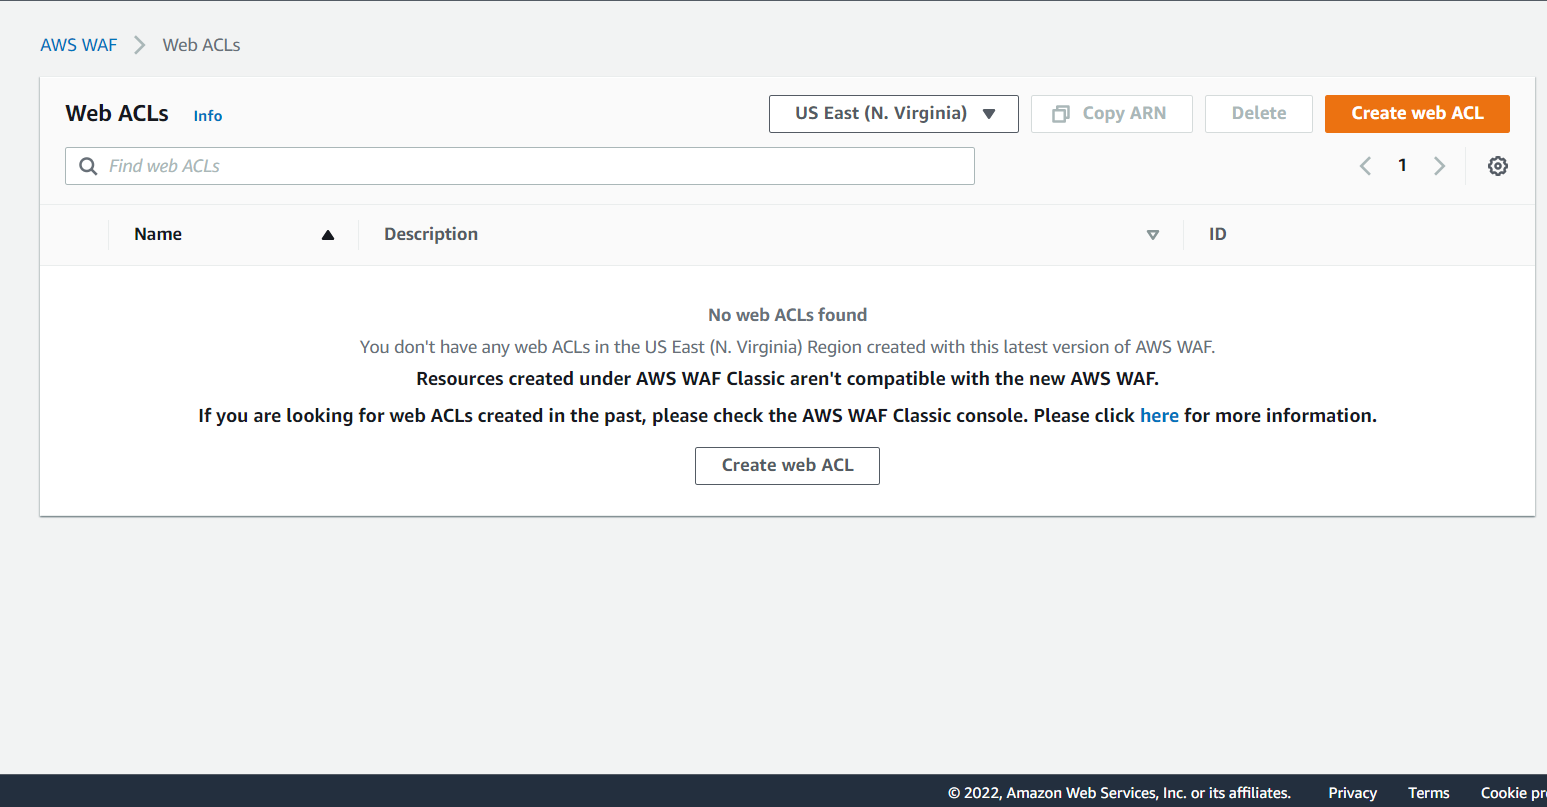 AWS WAF > Web ACLs
Web ACLs Info US East (N. Virginia) Copy ARN Delete Create web ACL
Find web ACLs 1
Name Description ID
No web ACLs found
You don't have any web ACLs in the US East (N. Virginia) Region created with this latest version of AWS WAF.
Resources created under AWS WAF Classic aren't compatible with the new AWS WAF.
If you are looking for web ACLs created in the past, please check the AWS WAF Classic console. Please click here for more information.
Create web ACL
© 2022, Amazon Web Services, Inc. or its affiliates. Privacy Terms Cookie pr